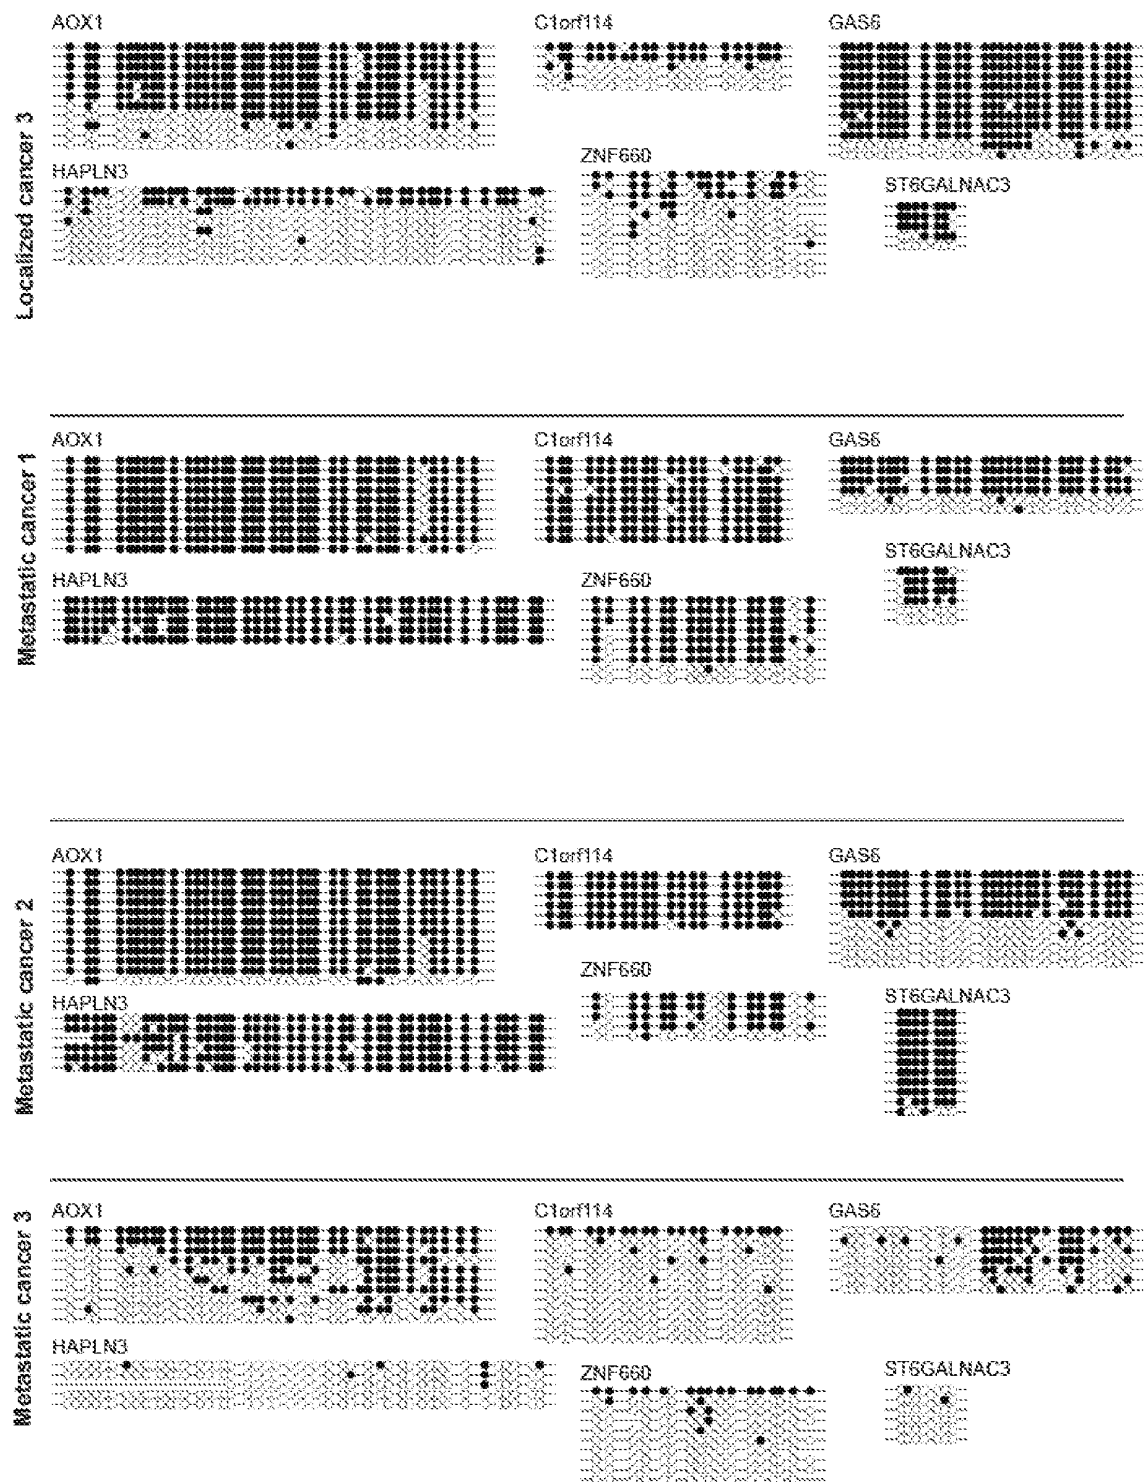 Localized cancer 3
AOX1
C1orf114
GAS6
HAPLN3
ZNF660
ST6GALNAC3
Metastatic cancer 1
AOX1
C1orf114
GAS6
HAPLN3
ZNF660
ST6GALNAC3
Metastatic cancer 2
AOX1
C1orf114
GAS6
HAPLN3
ZNF660
ST6GALNAC3
Metastatic cancer 3
AOX1
C1orf114
GAS6
HAPLN3
ZNF660
ST6GALNAC3